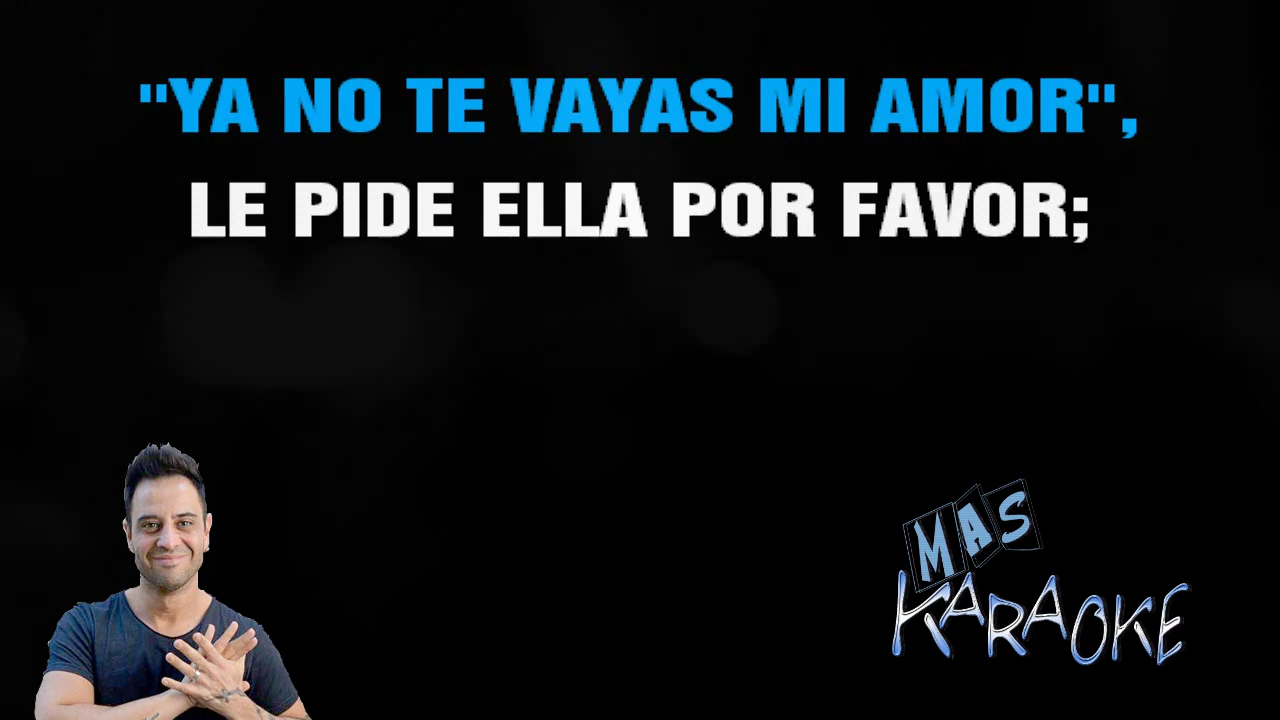 "YA NO TE VAYAS MI AMOR",
LE PIDE ELLA POR FAVOR;
MAS
KARAOKE